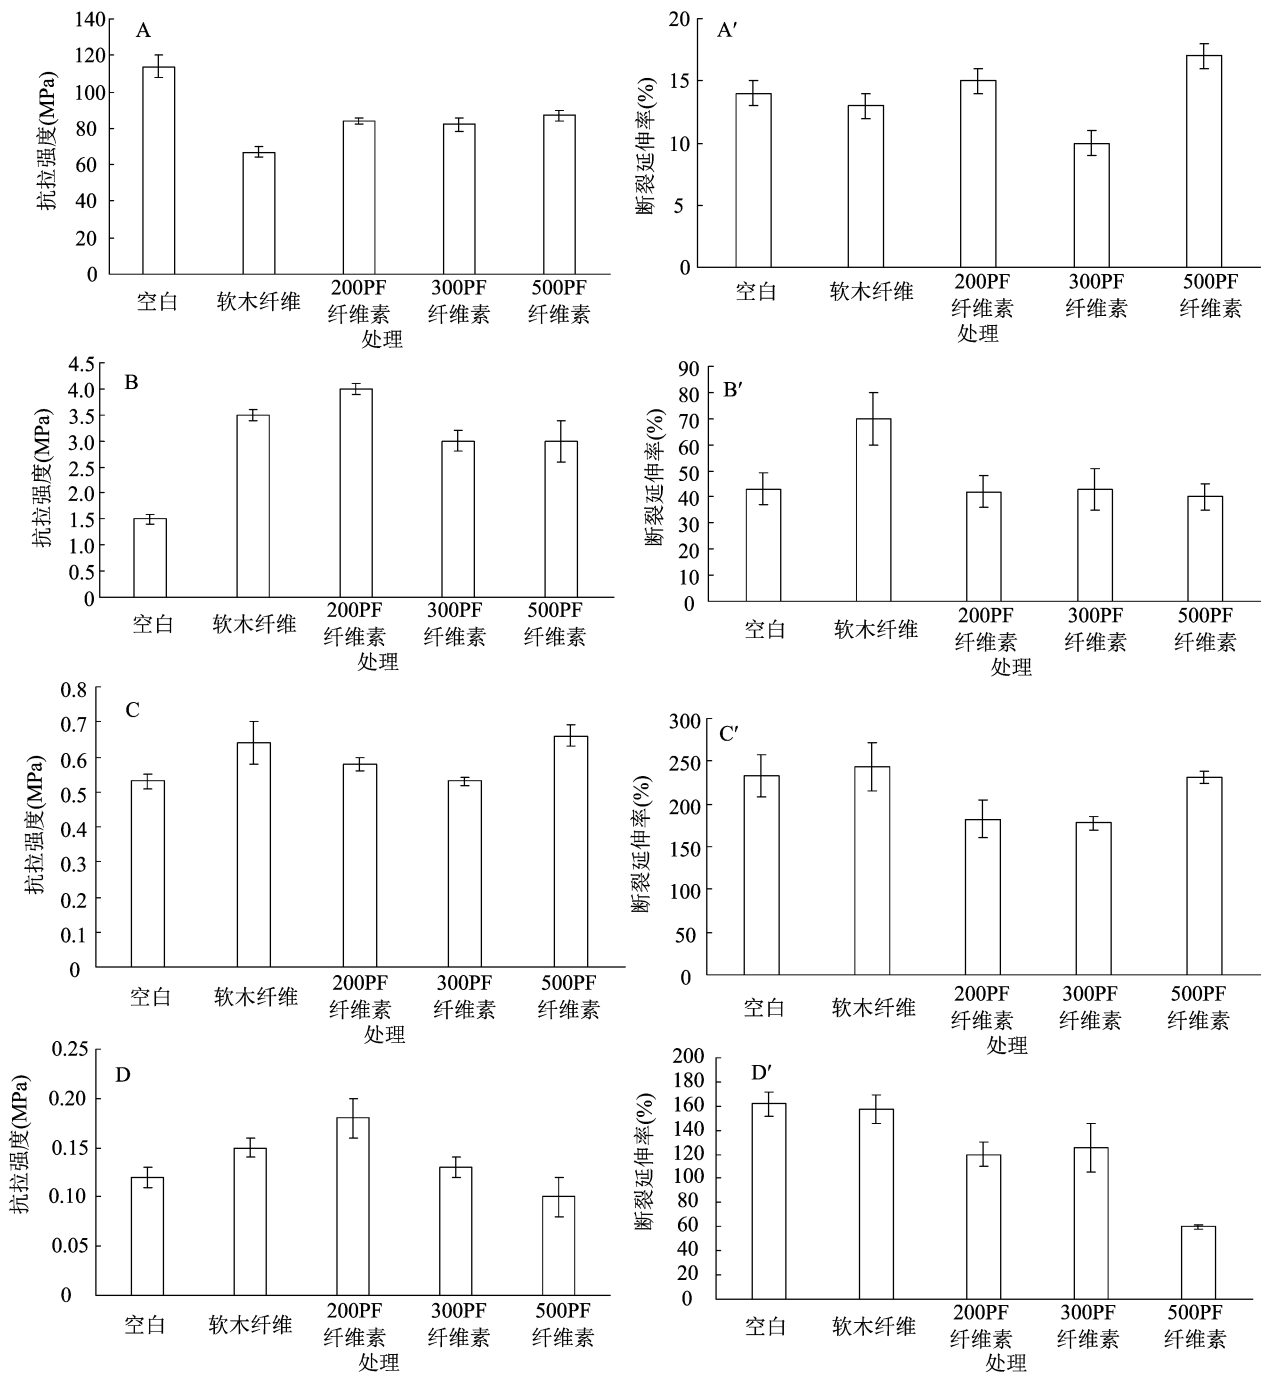 A
抗拉强度(MPa)
140
120
100
80
60
40
20
0
空白
软木纤维
200PF
纤维素
300PF
纤维素
500PF
纤维素
处理
A′
断裂延伸率(%)
20
15
10
5
0
空白
软木纤维
200PF
纤维素
300PF
纤维素
500PF
纤维素
处理
B
抗拉强度(MPa)
4.5
4.0
3.5
3.0
2.5
2.0
1.5
1.0
0.5
0
空白
软木纤维
200PF
纤维素
300PF
纤维素
500PF
纤维素
处理
B′
断裂延伸率(%)
90
80
70
60
50
40
30
20
10
0
空白
软木纤维
200PF
纤维素
300PF
纤维素
500PF
纤维素
处理
C
抗拉强度(MPa)
0.8
0.7
0.6
0.5
0.4
0.3
0.2
0.1
0
空白
软木纤维
200PF
纤维素
300PF
纤维素
500PF
纤维素
处理
C′
断裂延伸率(%)
300
250
200
150
100
50
0
空白
软木纤维
200PF
纤维素
300PF
纤维素
500PF
纤维素
处理
D
抗拉强度(MPa)
0.25
0.20
0.15
0.10
0.05
0
空白
软木纤维
200PF
纤维素
300PF
纤维素
500PF
纤维素
处理
D′
断裂延伸率(%)
200
180
160
140
120
100
80
60
40
20
0
空白
软木纤维
200PF
纤维素
300PF
纤维素
500PF
纤维素
处理